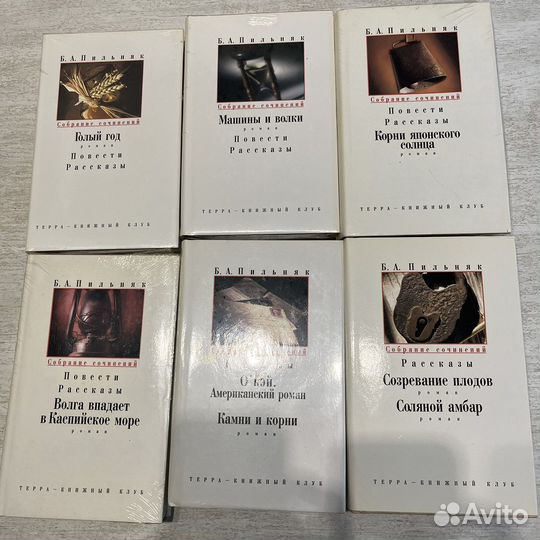 Б. А. Пильняк
Собрание сочинений
Голый год
роман
Повести
Рассказы
ТЕРРА–КНИЖНЫЙ КЛУБ
Б. А. Пильняк
Собрание сочинений
Машины и волки
роман
Повести
Рассказы
ТЕРРА–КНИЖНЫЙ КЛУБ
Б. А. Пильняк
Собрание сочинений
Повести
Рассказы
Корни японского
солнца
роман
ТЕРРА–КНИЖНЫЙ КЛУБ
Б. А. Пильняк
Собрание сочинений
Повести
Рассказы
Волга впадает
в Каспийское море
роман
ТЕРРА–КНИЖНЫЙ КЛУБ
Б. А. Пильняк
О'кэй.
Американский роман
Камни и корни
роман
ТЕРРА–КНИЖНЫЙ КЛУБ
Б. А. Пильняк
Собрание сочинений
Рассказы
Созревание плодов
роман
Соляной амбар
роман
ТЕРРА–КНИЖНЫЙ КЛУБ
Avito